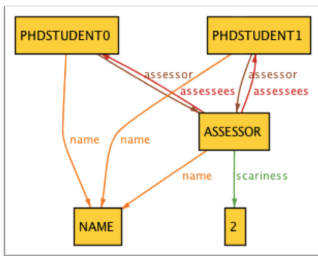 PHDSTUDENT0 PHDSTUDENT1
assessor assessor
assessees assessees
ASSESSOR
name name
name scariness
NAME 2